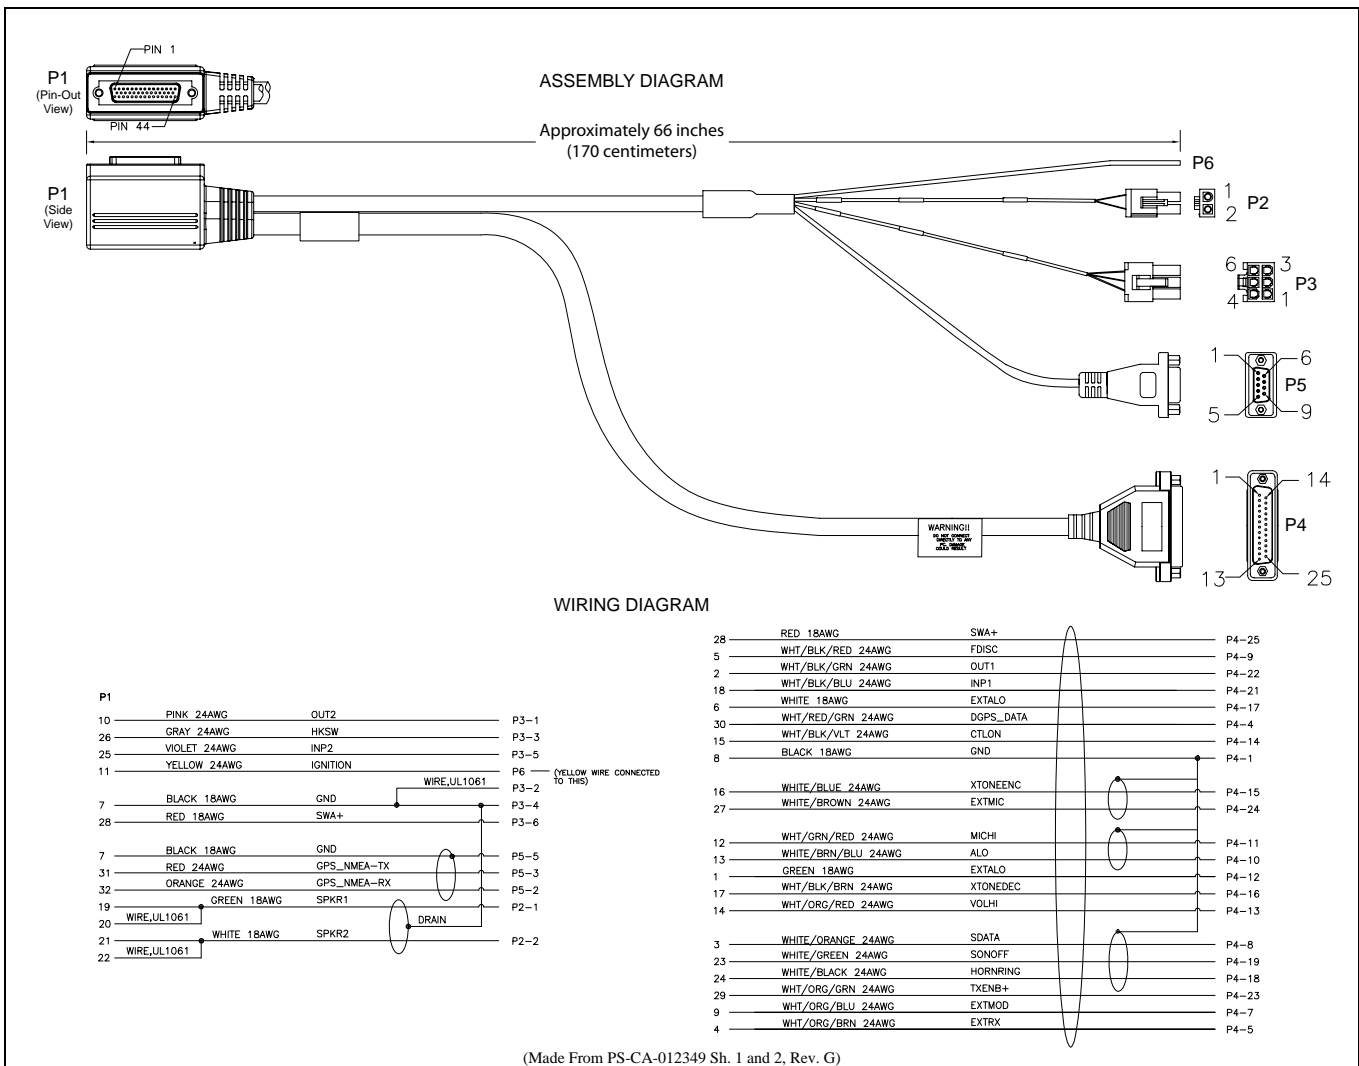 PIN 1
P1
(Pin-Out
View)
PIN 44
ASSEMBLY DIAGRAM
Approximately 66 inches
(170 centimeters)
P1
(Side
View)
P6
1
2
P2
6
3
4
1
P3
1
6
5
9
P5
1
14
13
25
P4
WARNING!!
DO NOT CONNECT
DIRECTLY TO ANY
PC. DAMAGE
COULD RESULT
WIRING DIAGRAM
P1
10 PINK 24AWG OUT2 P3-1
26 GRAY 24AWG HKSW P3-3
25 VIOLET 24AWG INP2 P3-5
11 YELLOW 24AWG IGNITION P6 (YELLOW WIRE CONNECTED
TO THIS)
WIRE,UL1061 P3-2
7 BLACK 18AWG GND P3-4
28 RED 18AWG SWA+ P3-6
7 BLACK 18AWG GND P5-5
31 RED 24AWG GPS_NMEA-TX P5-3
32 ORANGE 24AWG GPS_NMEA-RX P5-2
19 GREEN 18AWG SPKR1 P2-1
20 WIRE,UL1061 DRAIN
21 WHITE 18AWG SPKR2 P2-2
22 WIRE,UL1061
28 RED 18AWG SWA+ P4-25
5 WHT/BLK/RED 24AWG FDISC P4-9
2 WHT/BLK/GRN 24AWG OUT1 P4-22
18 WHT/BLK/BLU 24AWG INP1 P4-21
6 WHITE 18AWG EXTALO P4-17
30 WHT/RED/GRN 24AWG DGPS_DATA P4-4
15 WHT/BLK/VLT 24AWG CTLON P4-14
8 BLACK 18AWG GND P4-1
16 WHITE/BLUE 24AWG XTONEENC P4-15
27 WHITE/BROWN 24AWG EXTMIC P4-24
12 WHT/GRN/RED 24AWG MICHI P4-11
13 WHITE/BRN/BLU 24AWG ALO P4-10
1 GREEN 18AWG EXTALO P4-12
17 WHT/BLK/BRN 24AWG XTONEDEC P4-16
14 WHT/ORG/RED 24AWG VOLHI P4-13
3 WHITE/ORANGE 24AWG SDATA P4-8
23 WHITE/GREEN 24AWG SONOFF P4-19
24 WHITE/BLACK 24AWG HORNRING P4-18
29 WHT/ORG/GRN 24AWG TXENB+ P4-23
9 WHT/ORG/BLU 24AWG EXTMOD P4-7
4 WHT/ORG/BRN 24AWG EXTRX P4-5
(Made From PS-CA-012349 Sh. 1 and 2, Rev. G)